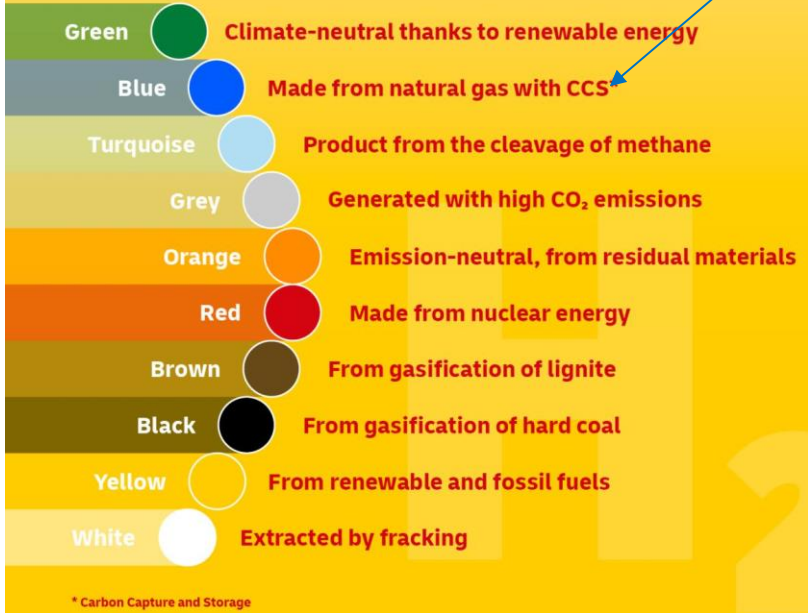 Green Climate-neutral thanks to renewable energy
Blue Made from natural gas with CCS*
Turquoise Product from the cleavage of methane
Grey Generated with high CO₂ emissions
Orange Emission-neutral, from residual materials
Red Made from nuclear energy
Brown From gasification of lignite
Black From gasification of hard coal
Yellow From renewable and fossil fuels
White Extracted by fracking
H2
* Carbon Capture and Storage